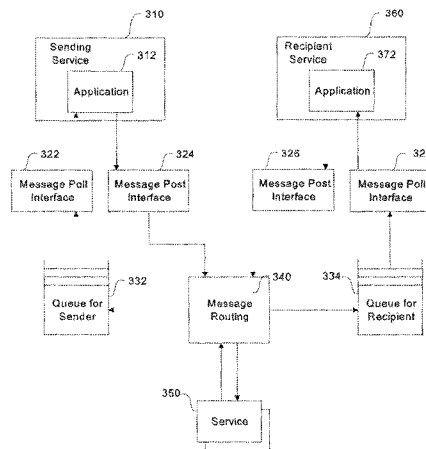 310
Sending
Service
312
Application
360
Recipient
Service
372
Application
322
Message Poll
Interface
324
Message Post
Interface
326
Message Post
Interface
Message Poll
Interface
332
Queue for
Sender
340
Message
Routing
334
Queue for
Recipient
350
Service